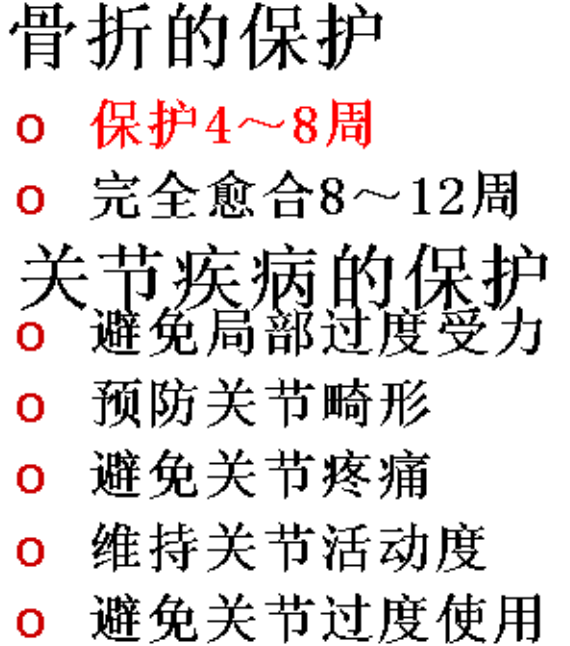 骨折的保护
o 保护4～8周
o 完全愈合8～12周
关节疾病的保护
o 避免局部过度受力
o 预防关节畸形
o 避免关节疼痛
o 维持关节活动度
o 避免关节过度使用